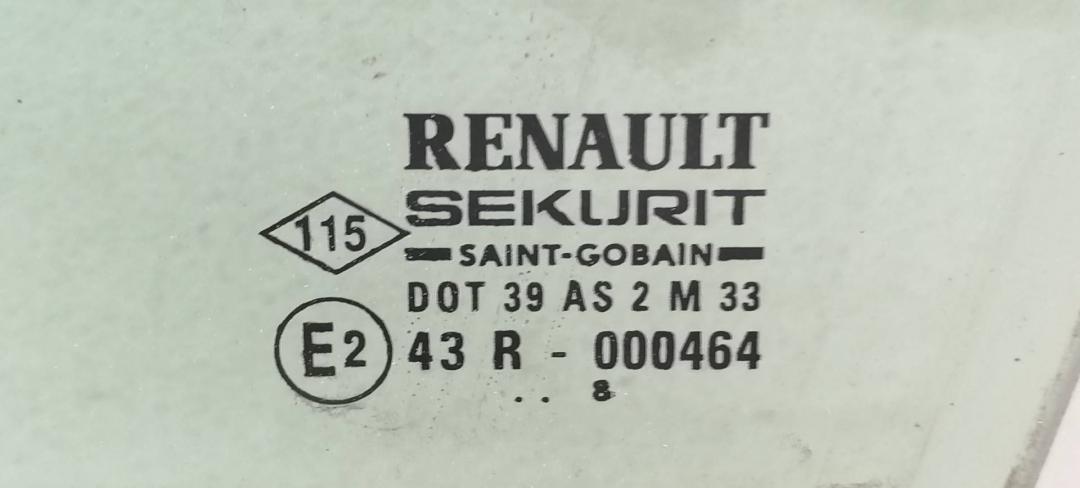 RENAULT
SEKURIT
115
SAINT-GOBAIN
DOT 39 AS 2 M 33
E2
43 R - 000464
.. 8